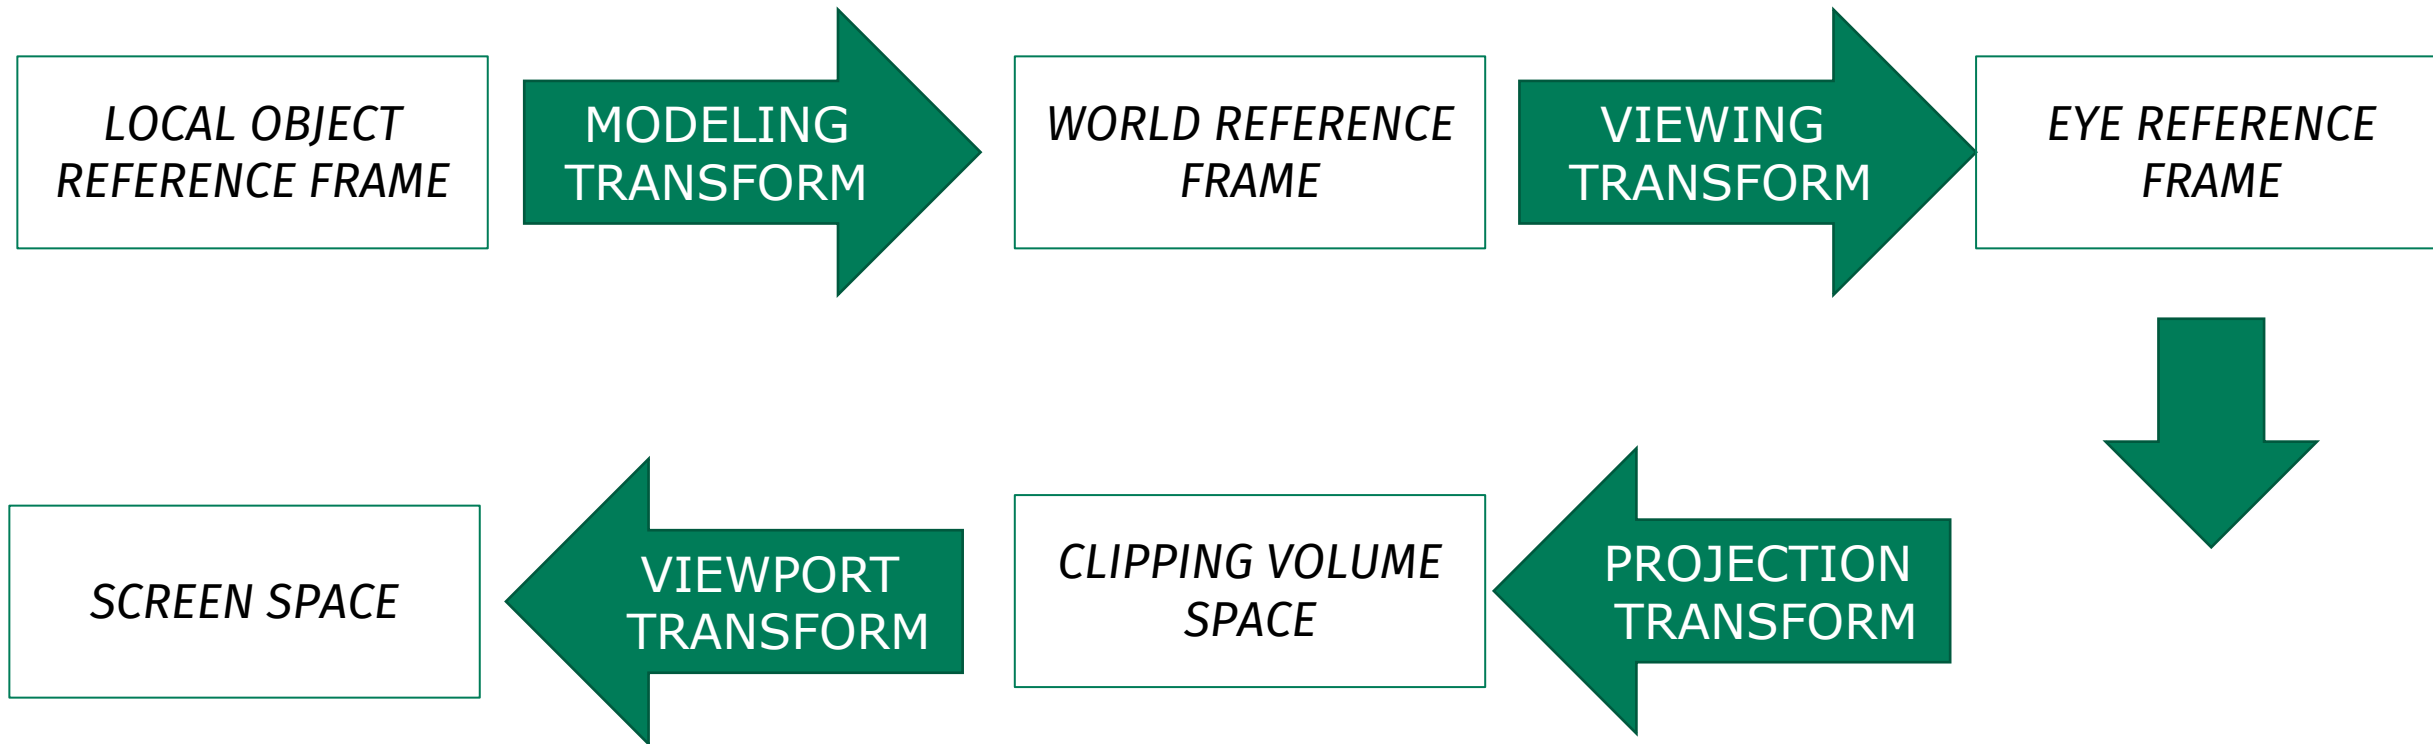 LOCAL OBJECT
REFERENCE FRAME
MODELING
TRANSFORM
WORLD REFERENCE
FRAME
VIEWING
TRANSFORM
EYE REFERENCE
FRAME
PROJECTION
TRANSFORM
CLIPPING VOLUME
SPACE
VIEWPORT
TRANSFORM
SCREEN SPACE